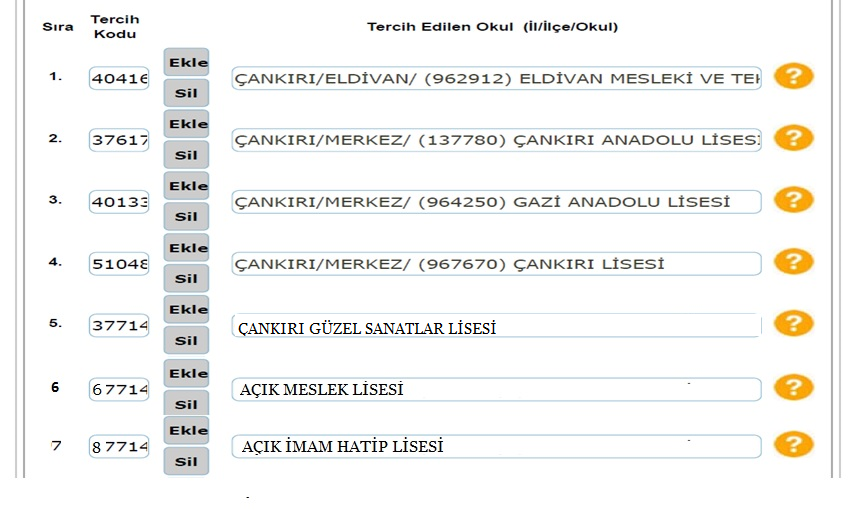 Sıra Tercih Kodu Tercih Edilen Okul (İl/İlçe/Okul)
1. 40416 Ekle Sil ÇANKIRI/ELDİVAN/ (962912) ELDİVAN MESLEKİ VE TEK ?
2. 37617 Ekle Sil ÇANKIRI/MERKEZ/ (137780) ÇANKIRI ANADOLU LİSESİ ?
3. 40133 Ekle Sil ÇANKIRI/MERKEZ/ (964250) GAZİ ANADOLU LİSESİ ?
4. 51048 Ekle Sil ÇANKIRI/MERKEZ/ (967670) ÇANKIRI LİSESİ ?
5. 37714 Ekle Sil ÇANKIRI GÜZEL SANATLAR LİSESİ ?
6 67714 Ekle Sil AÇIK MESLEK LİSESİ ?
7 87714 Ekle Sil AÇIK İMAM HATİP LİSESİ ?